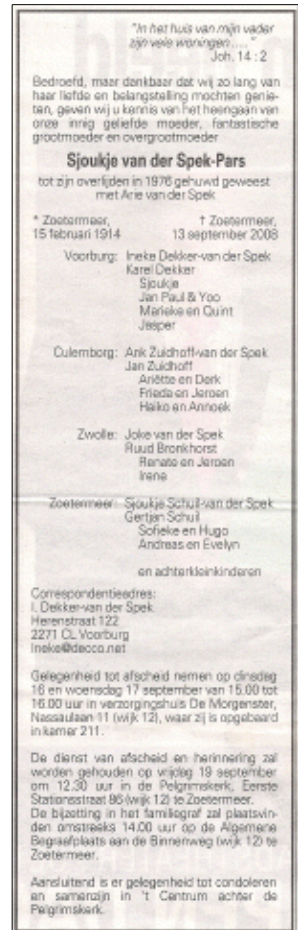 "In het huis van mijn vader
zijn vele woningen ...."
Joh. 14 : 2
Bedroefd, maar dankbaar dat wij zo lang van
haar liefde en belangstelling mochten genie-
ten, geven wij u kennis van het heengaan van
onze innig geliefde moeder, fantastische
grootmoeder en overgrootmoeder
Sjoukje van der Spek-Pars
tot zijn overlijden in 1976 gehuwd geweest
met Arie van der Spek
* Zoetermeer, † Zoetermeer,
15 februari 1914 13 september 2008
Voorburg: Ineke Dekker-van der Spek
Karel Dekker
Sjoukje
Jan Paul & Yoo
Marieke en Quint
Jasper
Culemborg: Ank Zuidhoff-van der Spek
Jan Zuidhoff
Ariëtte en Derk
Frieda en Jeroen
Haiko en Annoek
Zwolle: Joke van der Spek
Ruud Bronkhorst
Renate en Jeroen
Irene
Zoetermeer: Sjoukje Schuil-van der Spek
Gertjan Schuil
Sofieke en Hugo
Andreas en Evelyn
en achterkleinkinderen
Correspondentieadres:
I. Dekker-van der Spek
Herenstraat 122
2271 CL Voorburg
Ineke@decco.net
Gelegenheid tot afscheid nemen op dinsdag
16 en woensdag 17 september van 15.00 tot
16.00 uur in verzorgingshuis De Morgenster,
Nassaulaan 11 (wijk 12), waar zij is opgebaard
in kamer 211.
De dienst van afscheid en herinnering zal
worden gehouden op vrijdag 19 september
om 12.30 uur in de Pelgrimskerk, Eerste
Stationsstraat 86 (wijk 12) te Zoetermeer.
De bijzetting in het familiegraf zal plaatsvin-
den omstreeks 14.00 uur op de Algemene
Begraafplaats aan de Binnenweg (wijk 12) te
Zoetermeer.
Aansluitend is er gelegenheid tot condoleren
en samenzijn in 't Centrum achter de
Pelgrimskerk.